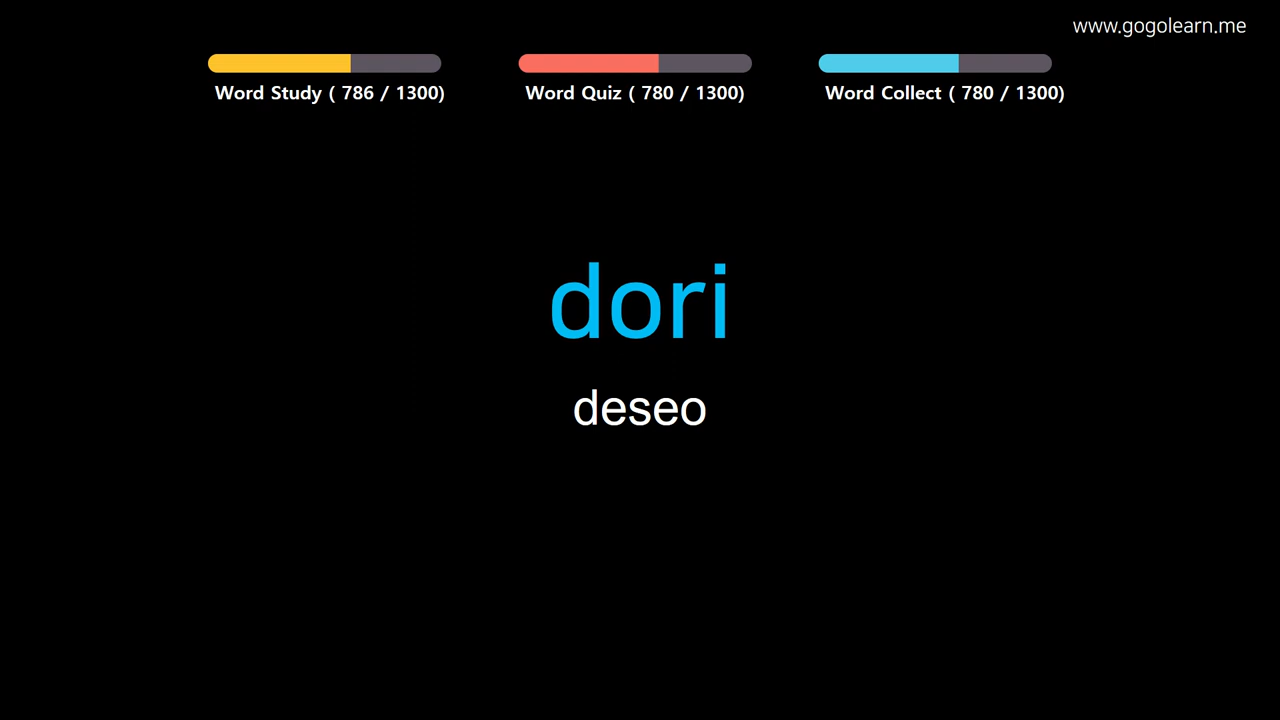 www.gogolearn.me
Word Study ( 786 / 1300)
Word Quiz ( 780 / 1300)
Word Collect ( 780 / 1300)
dori
deseo